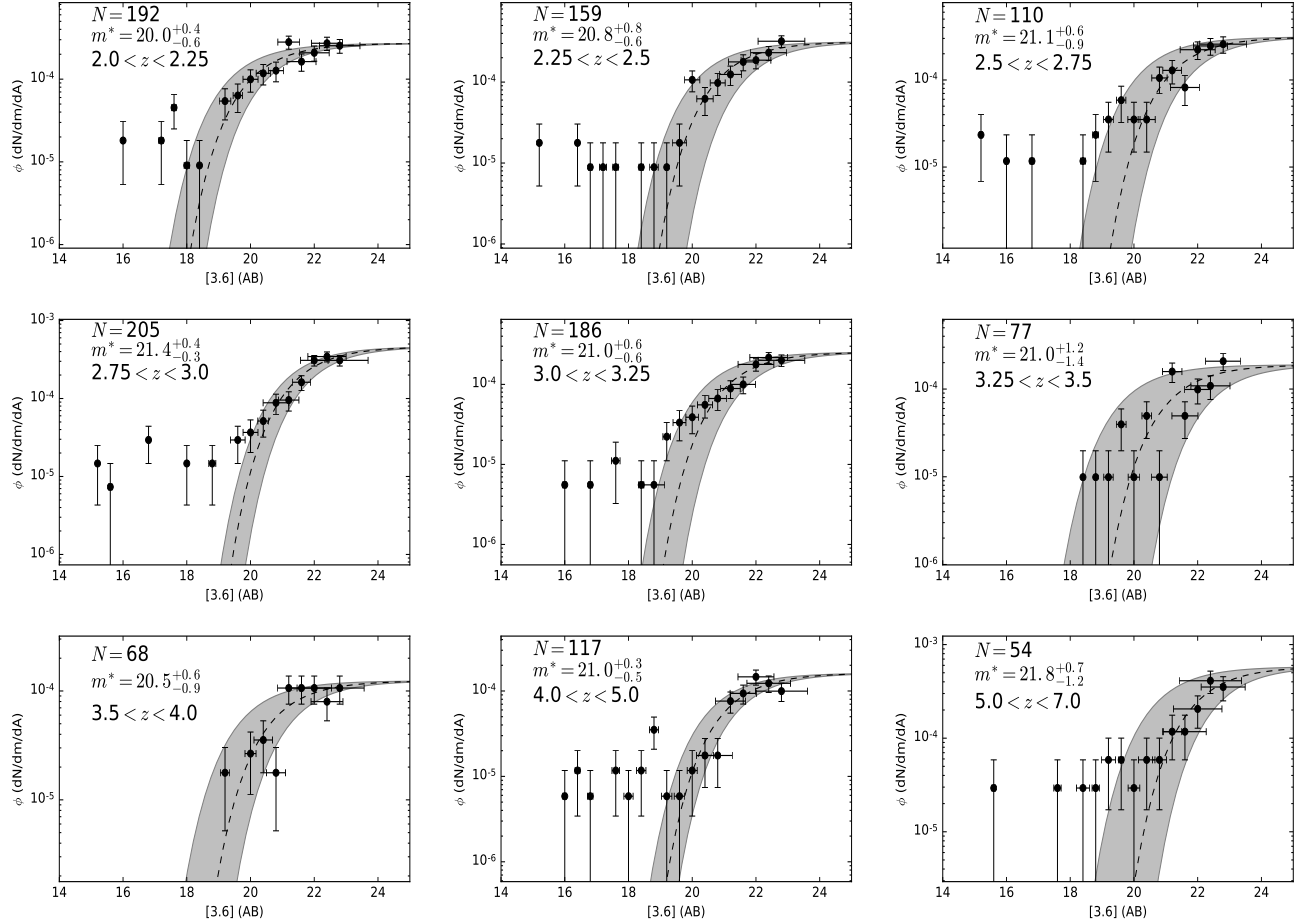 N = 192
m* = 20.0 +0.4 −0.6
2.0 < z < 2.25
ϕ (dN/dm/dA)
10⁻⁴
10⁻⁵
10⁻⁶
14 16 18 20 22 24
[3.6] (AB)
N = 159
m* = 20.8 +0.8 −0.6
2.25 < z < 2.5
ϕ (dN/dm/dA)
10⁻⁴
10⁻⁵
10⁻⁶
14 16 18 20 22 24
[3.6] (AB)
N = 110
m* = 21.1 +0.6 −0.9
2.5 < z < 2.75
ϕ (dN/dm/dA)
10⁻⁴
10⁻⁵
14 16 18 20 22 24
[3.6] (AB)
N = 205
m* = 21.4 +0.4 −0.3
2.75 < z < 3.0
ϕ (dN/dm/dA)
10⁻³
10⁻⁴
10⁻⁵
10⁻⁶
14 16 18 20 22 24
[3.6] (AB)
N = 186
m* = 21.0 +0.6 −0.6
3.0 < z < 3.25
ϕ (dN/dm/dA)
10⁻⁴
10⁻⁵
10⁻⁶
14 16 18 20 22 24
[3.6] (AB)
N = 77
m* = 21.0 +1.2 −1.4
3.25 < z < 3.5
ϕ (dN/dm/dA)
10⁻⁴
10⁻⁵
10⁻⁶
14 16 18 20 22 24
[3.6] (AB)
N = 68
m* = 20.5 +0.6 −0.9
3.5 < z < 4.0
ϕ (dN/dm/dA)
10⁻⁴
10⁻⁵
14 16 18 20 22 24
[3.6] (AB)
N = 117
m* = 21.0 +0.3 −0.5
4.0 < z < 5.0
ϕ (dN/dm/dA)
10⁻⁴
10⁻⁵
10⁻⁶
14 16 18 20 22 24
[3.6] (AB)
N = 54
m* = 21.8 +0.7 −1.2
5.0 < z < 7.0
ϕ (dN/dm/dA)
10⁻³
10⁻⁴
10⁻⁵
14 16 18 20 22 24
[3.6] (AB)